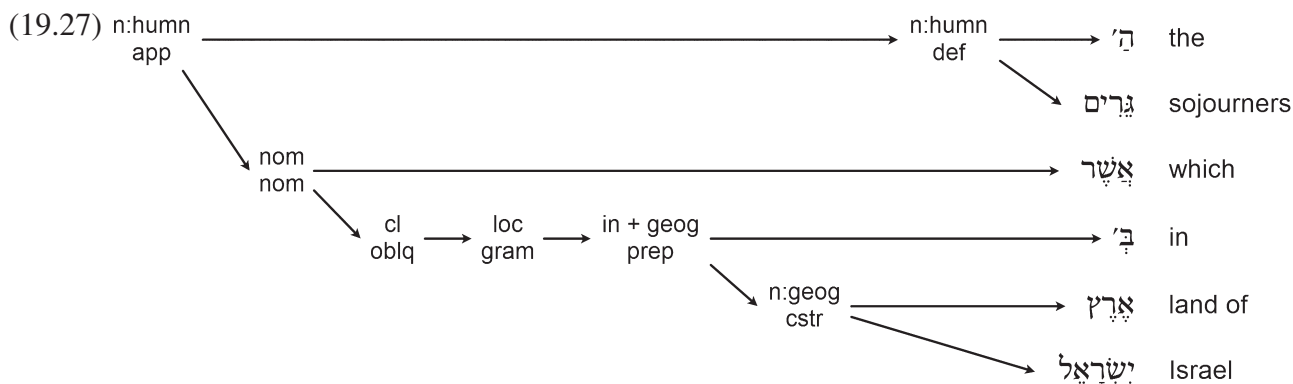 (19.27) n:humn n:humn הַ׳ the
app def
גֵּרִים sojourners
nom אֲשֶׁר which
nom
cl loc in + geog בְּ׳ in
oblq gram prep
n:geog אֶרֶץ land of
cstr
יִשְׂרָאֵל Israel